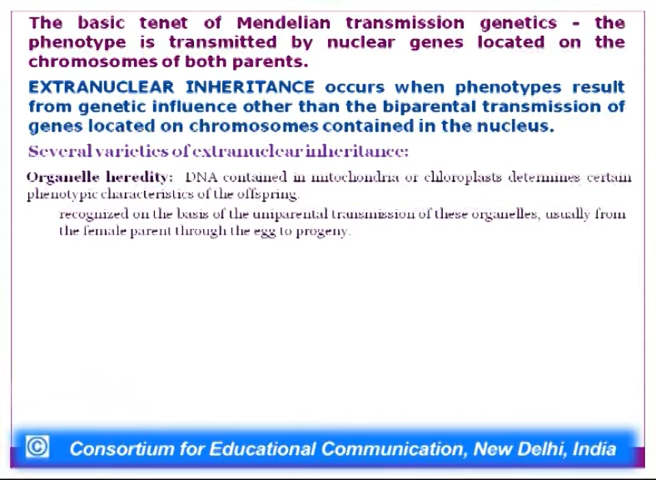 The basic tenet of Mendelian transmission genetics - the
phenotype is transmitted by nuclear genes located on the
chromosomes of both parents.
EXTRANUCLEAR INHERITANCE occurs when phenotypes result
from genetic influence other than the biparental transmission of
genes located on chromosomes contained in the nucleus.
Several varieties of extranuclear inheritance:
Organelle heredity: DNA contained in mitochondria or chloroplasts determines certain
phenotypic characteristics of the offspring.
recognized on the basis of the uniparental transmission of these organelles, usually from
the female parent through the egg to progeny.
© Consortium for Educational Communication, New Delhi, India